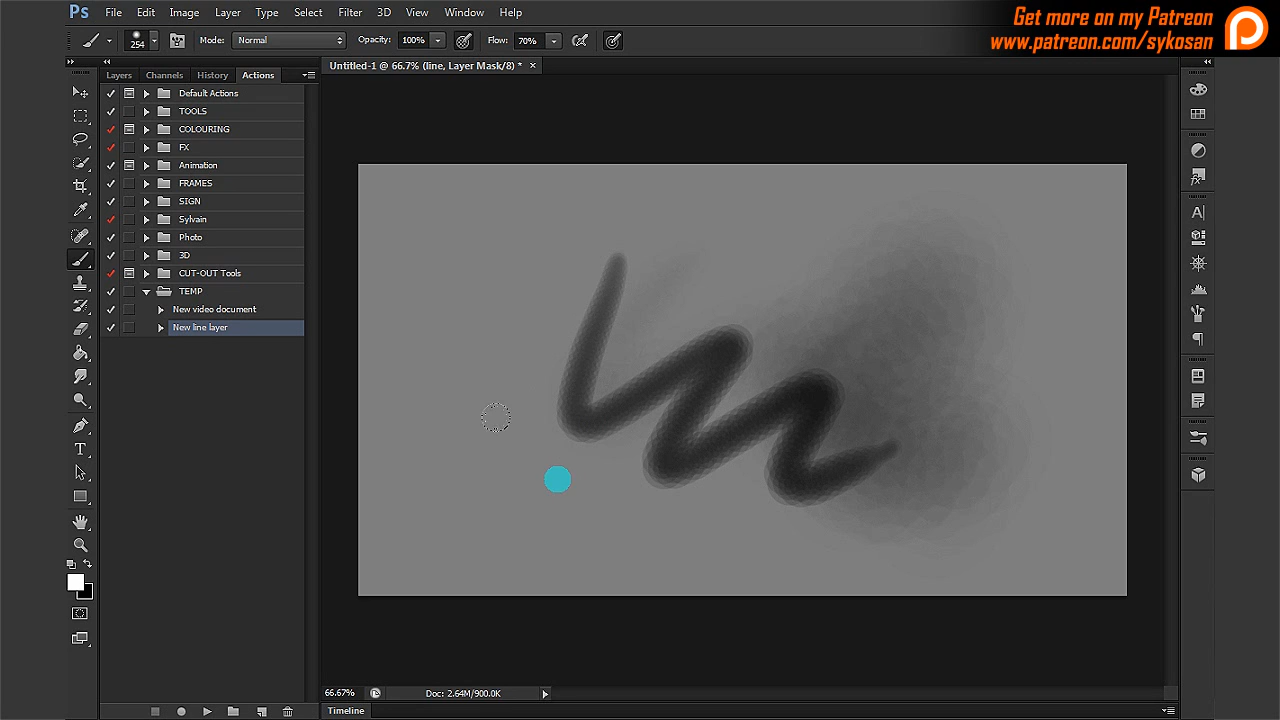 Get more on my Patreon
www.patreon.com/sykosan
Ps File Edit Image Layer Type Select Filter 3D View Window Help
254 Mode: Normal Opacity: 100% Flow: 70%
Layers Channels History Actions
Untitled-1 @ 66.7% (line, Layer Mask/8) * ×
Default Actions
TOOLS
COLOURING
FX
Animation
FRAMES
SIGN
Sylvain
Photo
3D
CUT-OUT Tools
TEMP
New video document
New line layer
66.67% Doc: 2.64M/900.0K
Timeline